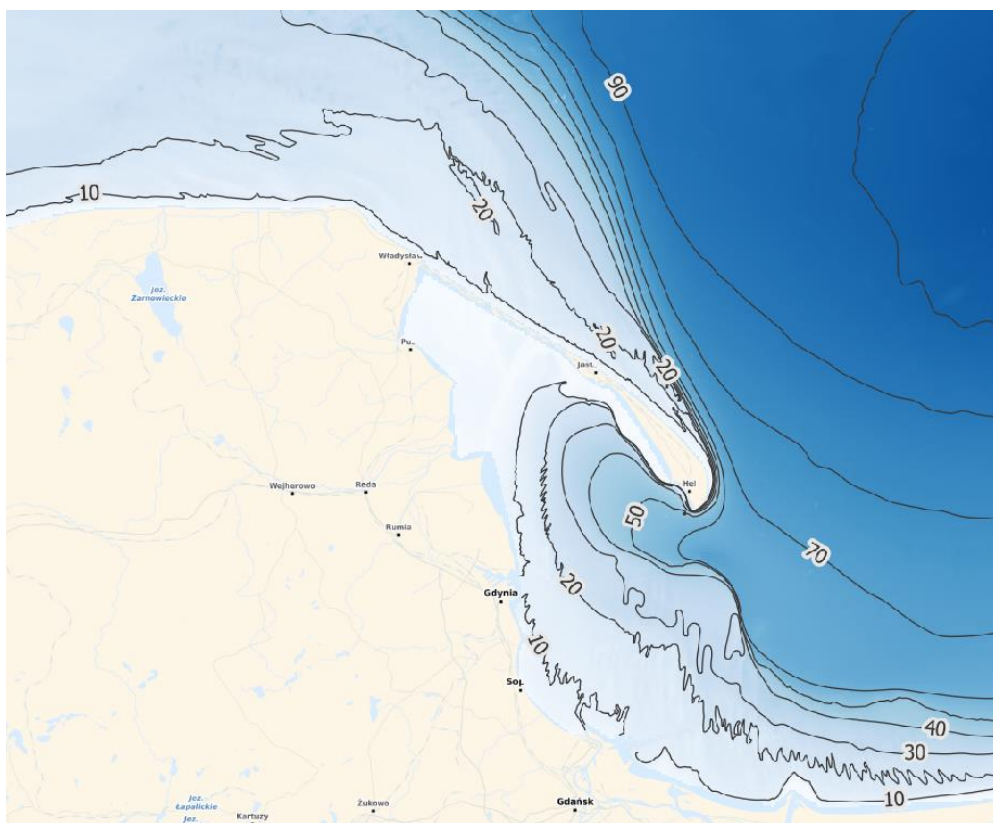 90
10
20
Władysław
Jez.
Żarnowieckie
Pu..
20
Jast.
20
Wejherowo
Reda
Hel
50
Rumia
70
20
Gdynia
10
Sop
40
30
Jez.
Łapalickie
Jez.
Kartuzy
Żukowo
Gdańsk
10